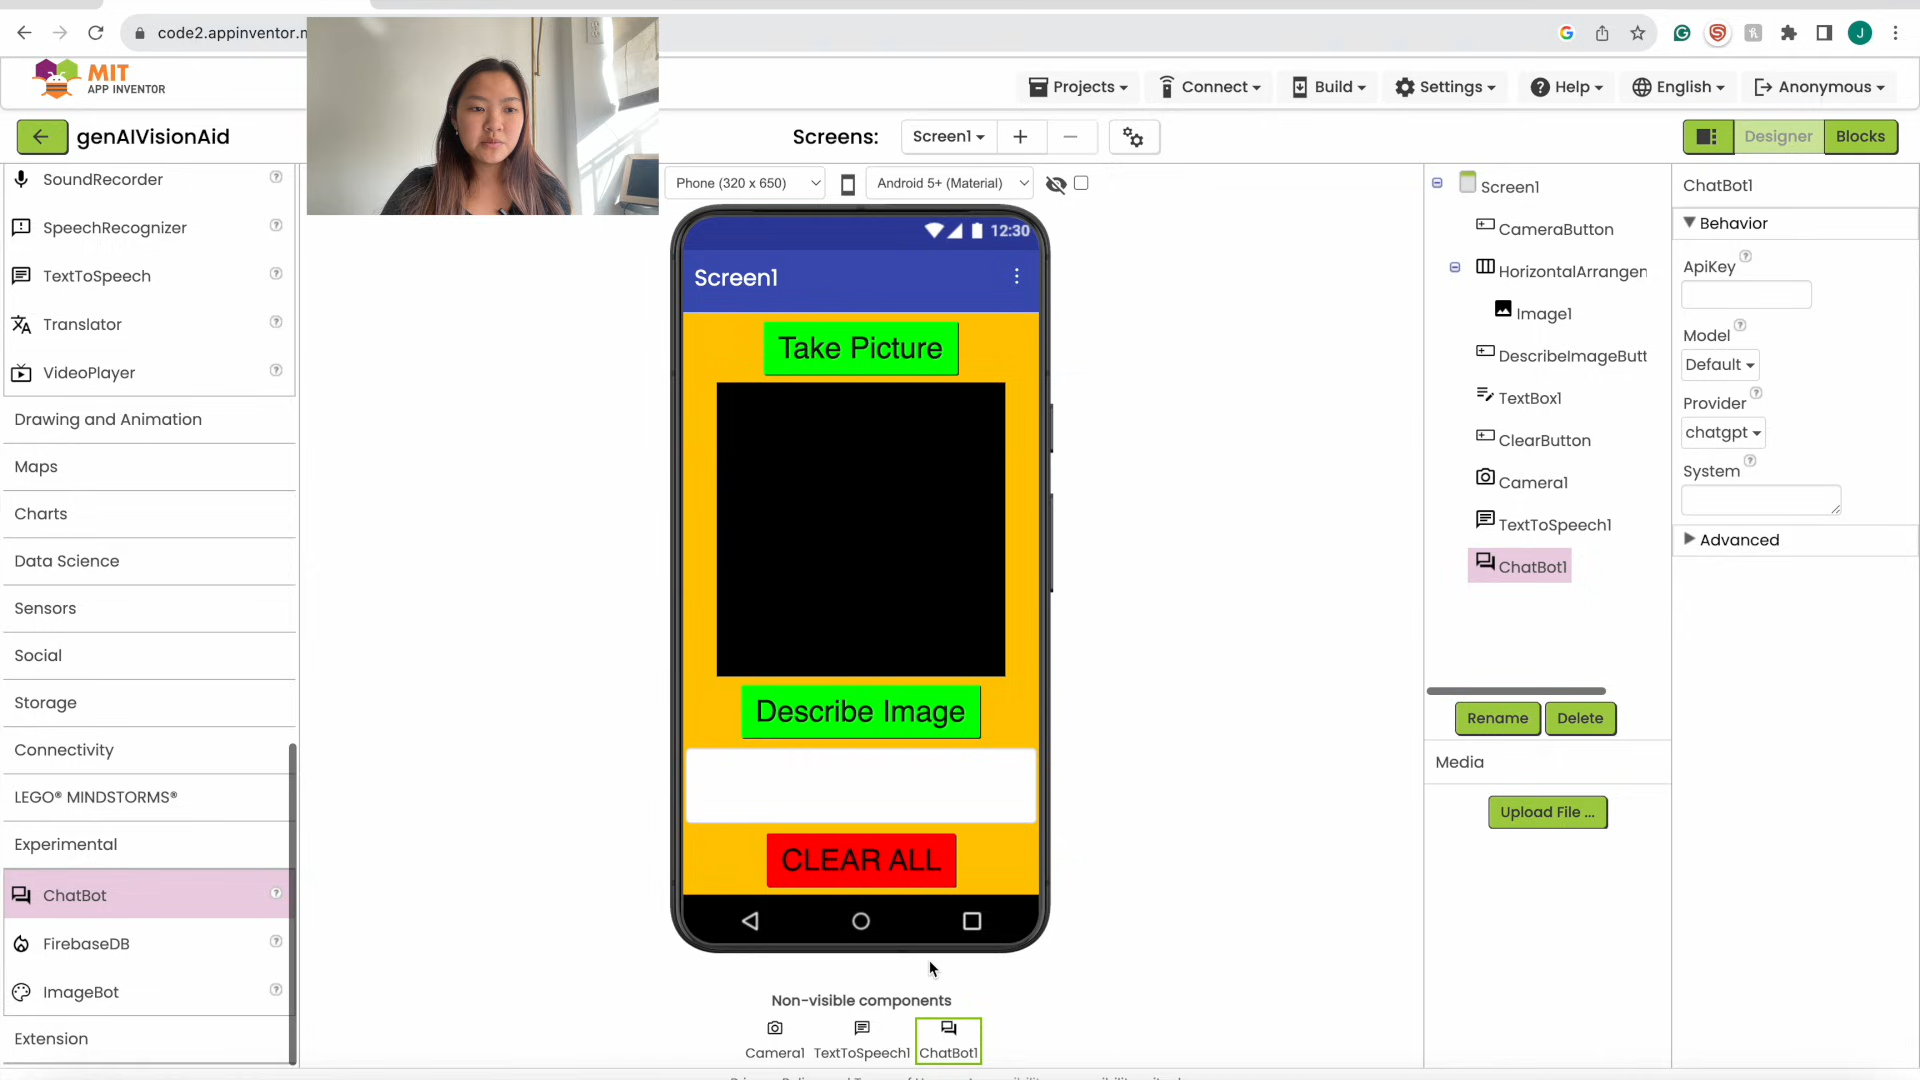 code2.appinventor.m
J
MIT
APP INVENTOR
Projects
Connect
Build
Settings
Help
English
Anonymous
genAIVisionAid
Screens:
Screen1
Designer
Blocks
SoundRecorder
SpeechRecognizer
TextToSpeech
Translator
VideoPlayer
Drawing and Animation
Maps
Charts
Data Science
Sensors
Social
Storage
Connectivity
LEGO® MINDSTORMS®
Experimental
ChatBot
FirebaseDB
ImageBot
Extension
Phone (320 x 650)
Android 5+ (Material)
12:30
Screen1
Take Picture
Describe Image
CLEAR ALL
Non-visible components
Camera1
TextToSpeech1
ChatBot1
Screen1
CameraButton
HorizontalArrangen
Image1
DescribeImageButt
TextBox1
ClearButton
Camera1
TextToSpeech1
ChatBot1
Rename
Delete
Media
Upload File ...
ChatBot1
Behavior
ApiKey
Model
Default
Provider
chatgpt
System
Advanced